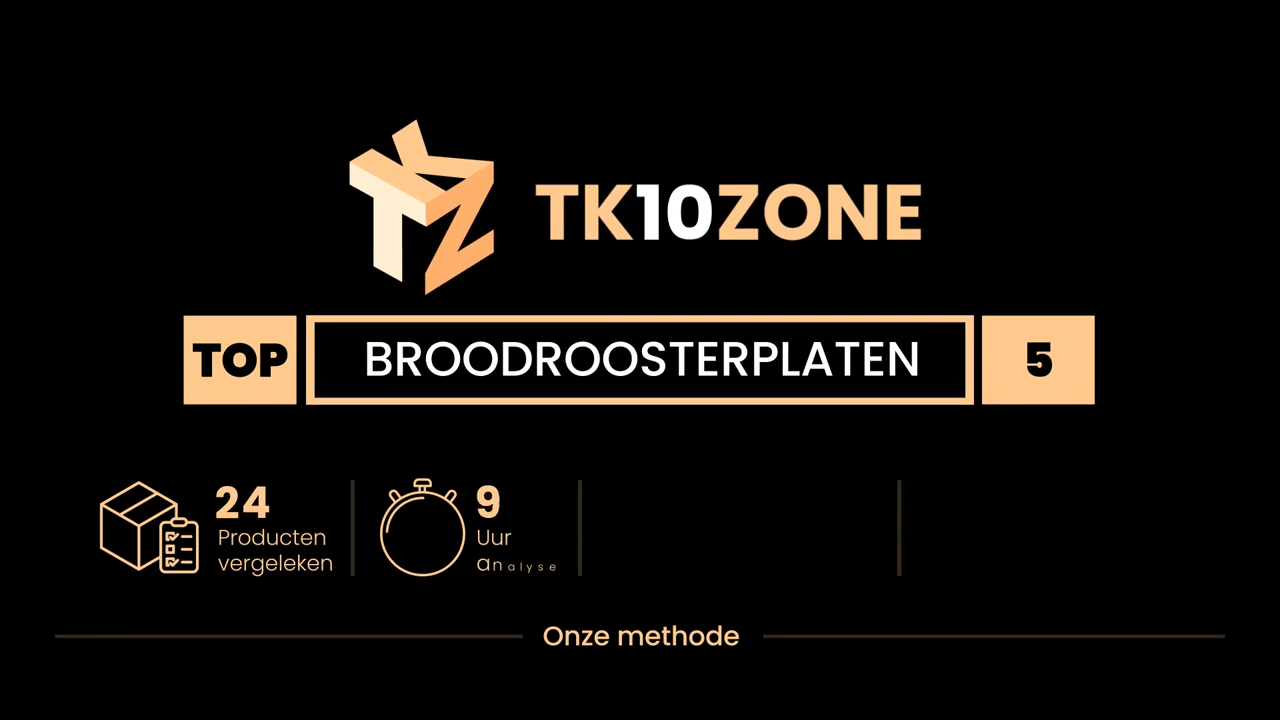 TK10ZONE
TOP BROODROOSTERPLATEN 5
24
Producten
vergeleken
9
Uur
analyse
Onze methode